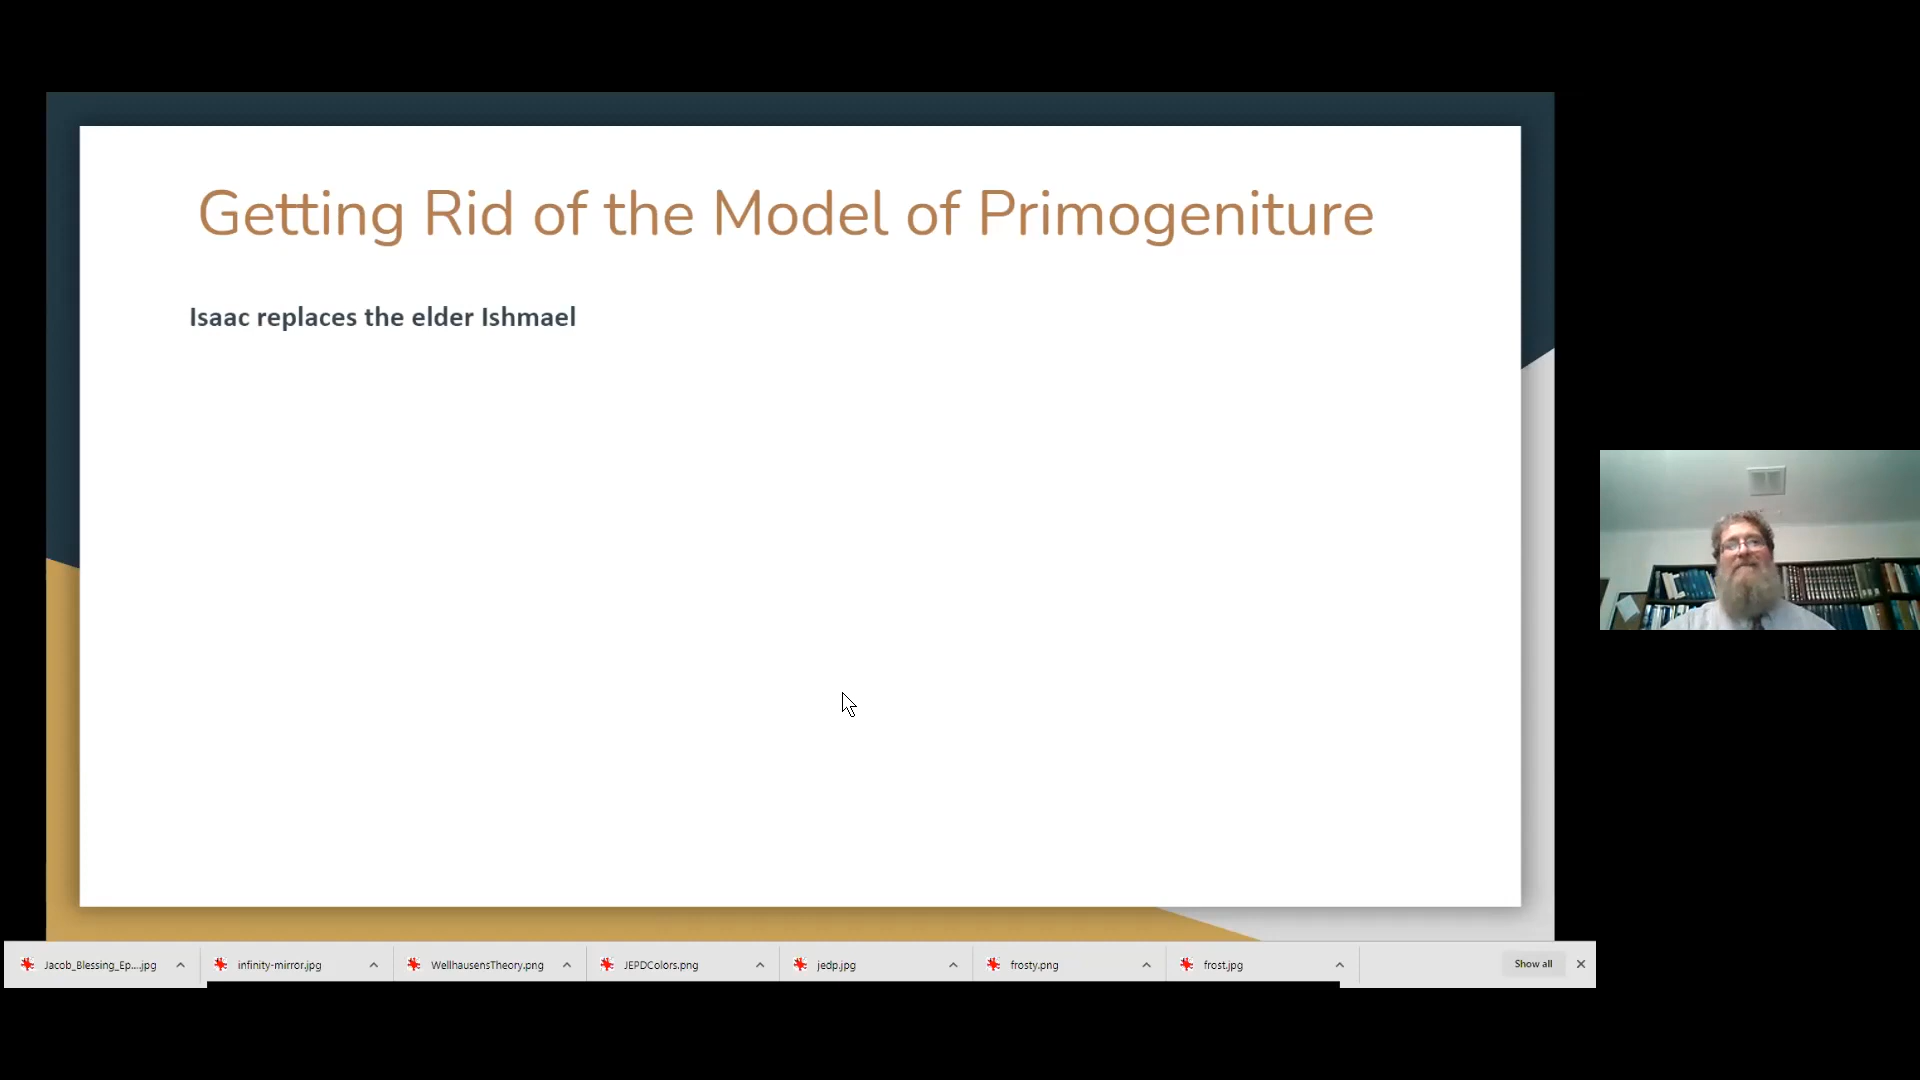 Getting Rid of the Model of Primogeniture
Isaac replaces the elder Ishmael
Jacob_Blessing_Ep....jpg
infinity-mirror.jpg
WellhausensTheory.png
JEPDColors.png
jedp.jpg
frosty.png
frost.jpg
Show all